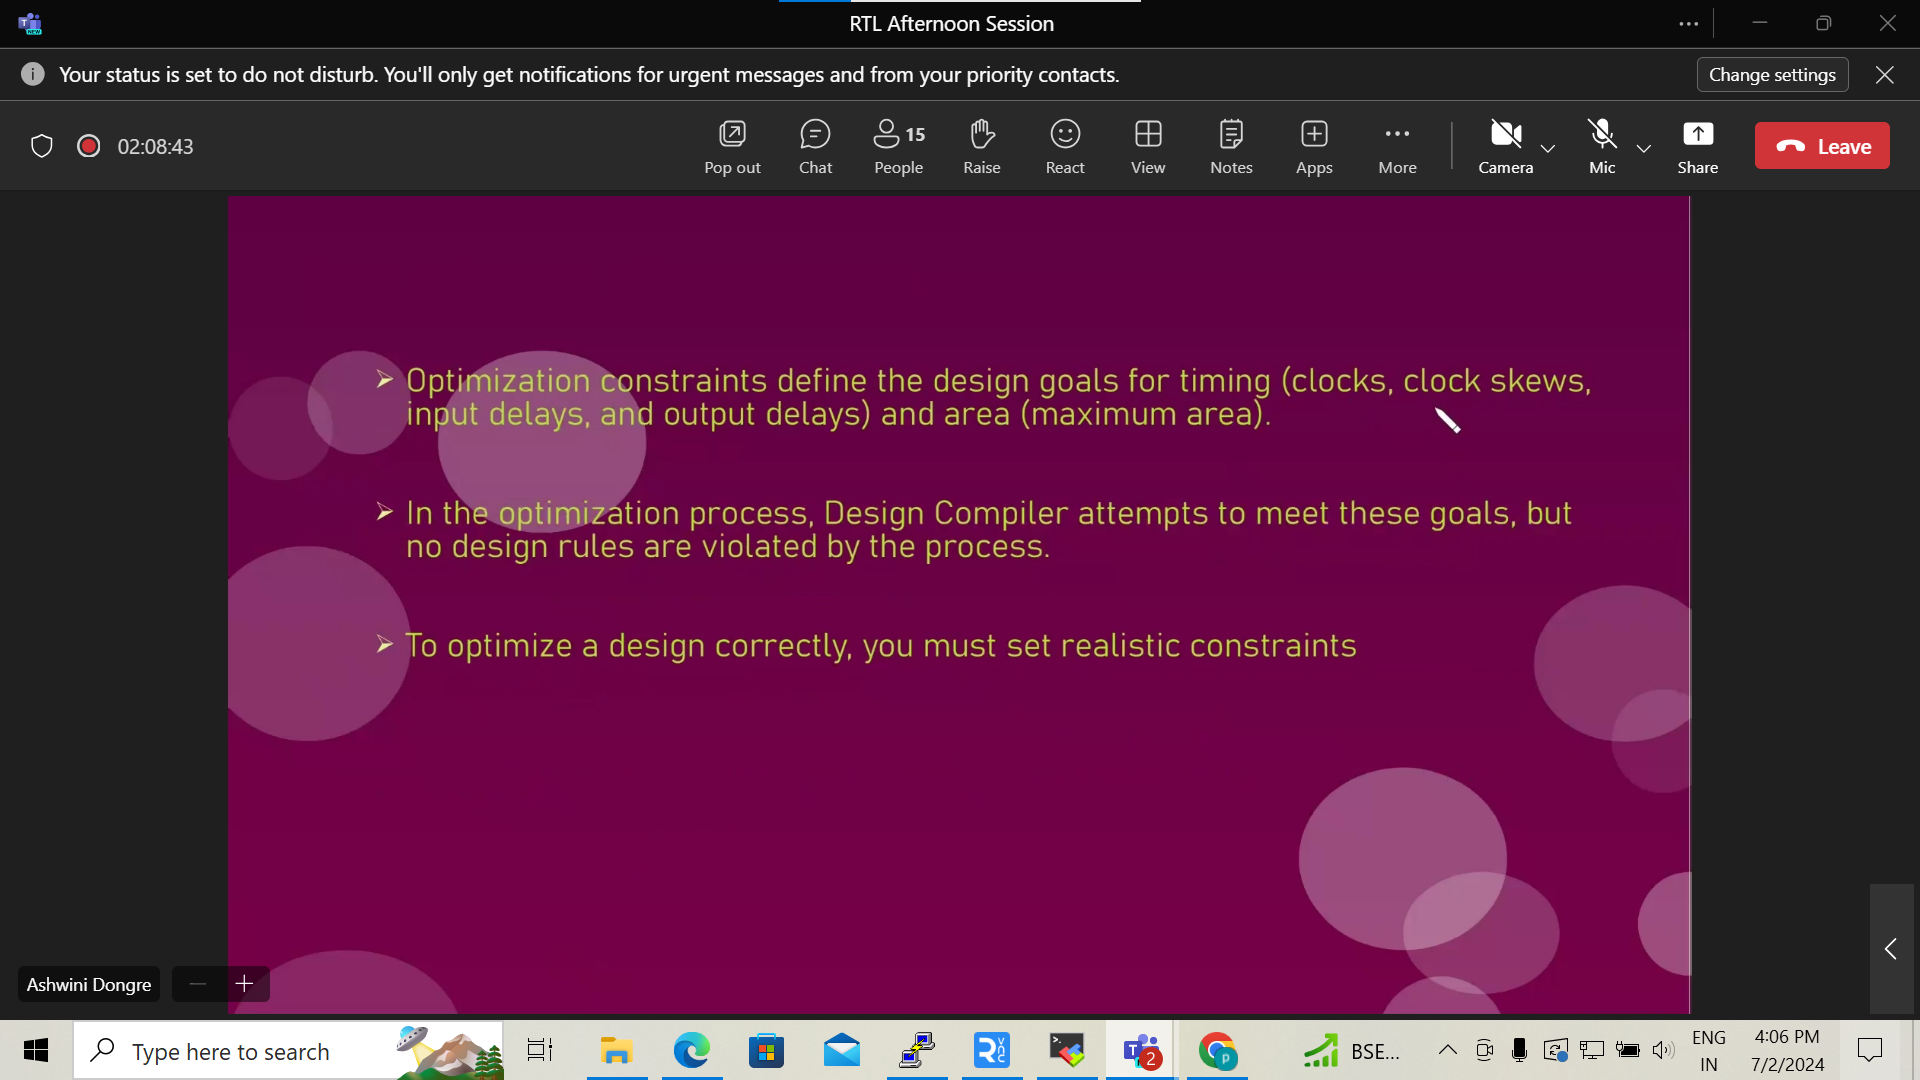 RTL Afternoon Session
Your status is set to do not disturb. You'll only get notifications for urgent messages and from your priority contacts.
Change settings
02:08:43
Pop out
Chat
15
People
Raise
React
View
Notes
Apps
More
Camera
Mic
Share
Leave
Optimization constraints define the design goals for timing (clocks, clock skews,
input delays, and output delays) and area (maximum area).
In the optimization process, Design Compiler attempts to meet these goals, but
no design rules are violated by the process.
To optimize a design correctly, you must set realistic constraints
Ashwini Dongre
Type here to search
2
p
BSE...
ENG
IN
4:06 PM
7/2/2024